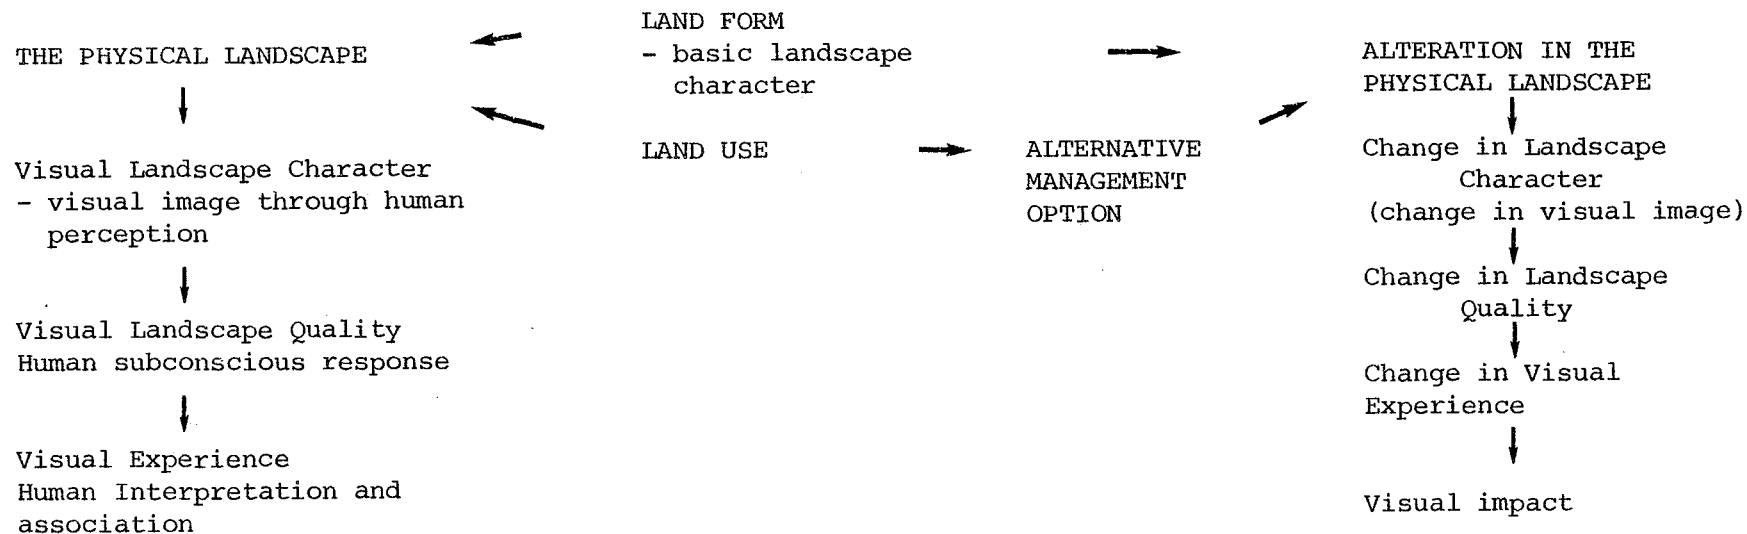 THE PHYSICAL LANDSCAPE
Visual Landscape Character
- visual image through human
perception
Visual Landscape Quality
Human subconscious response
Visual Experience
Human Interpretation and
association
LAND FORM
- basic landscape
character
LAND USE
ALTERNATIVE
MANAGEMENT
OPTION
ALTERATION IN THE
PHYSICAL LANDSCAPE
Change in Landscape
Character
(change in visual image)
Change in Landscape
Quality
Change in Visual
Experience
Visual impact